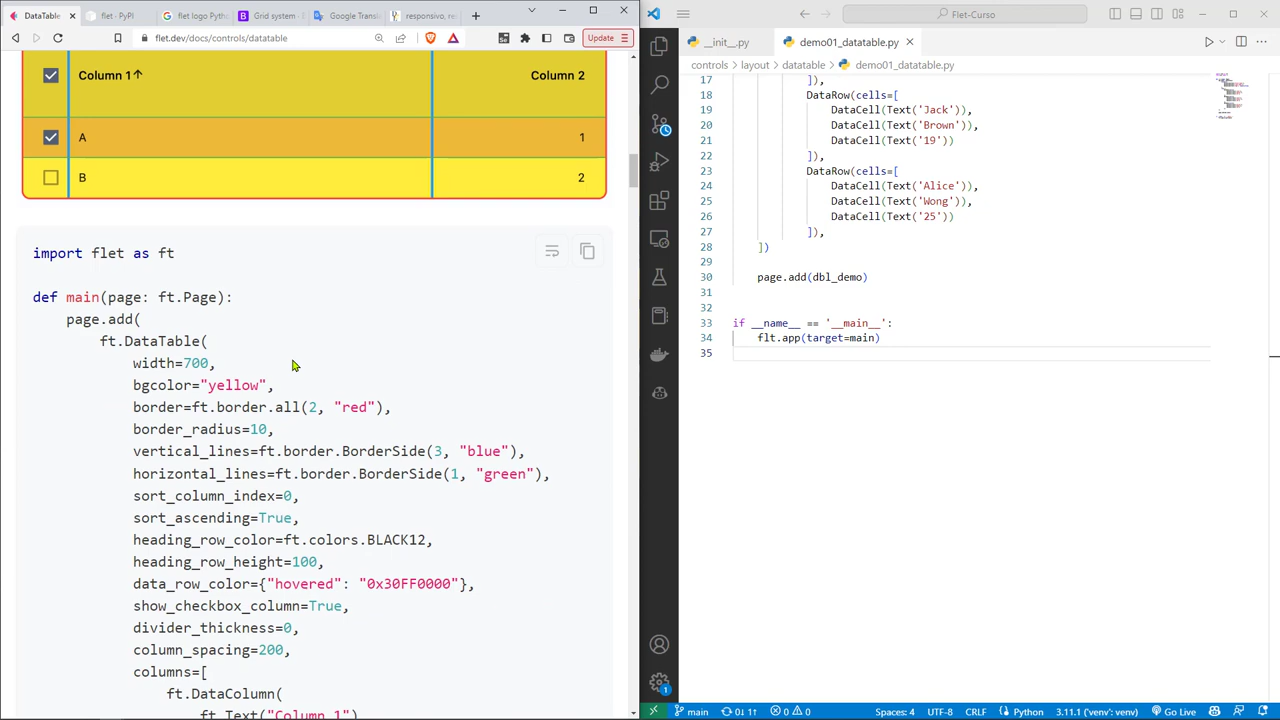 DataTable
flet · PyPI
flet logo Pyth
Grid system ·
Google Transl
responsivo, re
flet.dev/docs/controls/datatable
Update
Column 1↑ Column 2
A 1
B 2
import flet as ft
def main(page: ft.Page):
page.add(
ft.DataTable(
width=700,
bgcolor="yellow",
border=ft.border.all(2, "red"),
border_radius=10,
vertical_lines=ft.border.BorderSide(3, "blue"),
horizontal_lines=ft.border.BorderSide(1, "green"),
sort_column_index=0,
sort_ascending=True,
heading_row_color=ft.colors.BLACK12,
heading_row_height=100,
data_row_color={"hovered": "0x30FF0000"},
show_checkbox_column=True,
divider_thickness=0,
column_spacing=200,
columns=[
ft.DataColumn(
ft.Text("Column 1")
Flet-Curso
__init__.py
demo01_datatable.py
controls > layout > datatable > demo01_datatable.py
17 ]),
18 DataRow(cells=[
19 DataCell(Text('Jack')),
20 DataCell(Text('Brown')),
21 DataCell(Text('19'))
22 ]),
23 DataRow(cells=[
24 DataCell(Text('Alice')),
25 DataCell(Text('Wong')),
26 DataCell(Text('25'))
27 ]),
28 ])
29
30 page.add(dbl_demo)
31
32
33 if __name__ == '__main__':
34 flt.app(target=main)
35
1
main 0↓ 1↑ 0 0 Spaces: 4 UTF-8 CRLF Python 3.11.1 ('venv': venv) Go Live